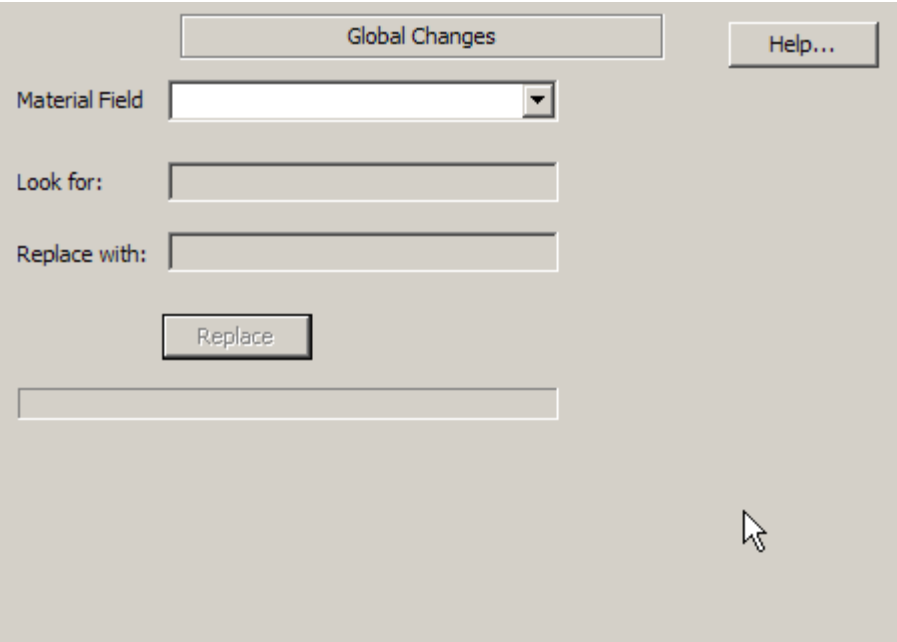 Global Changes
Help...
Material Field
Look for:
Replace with:
Replace